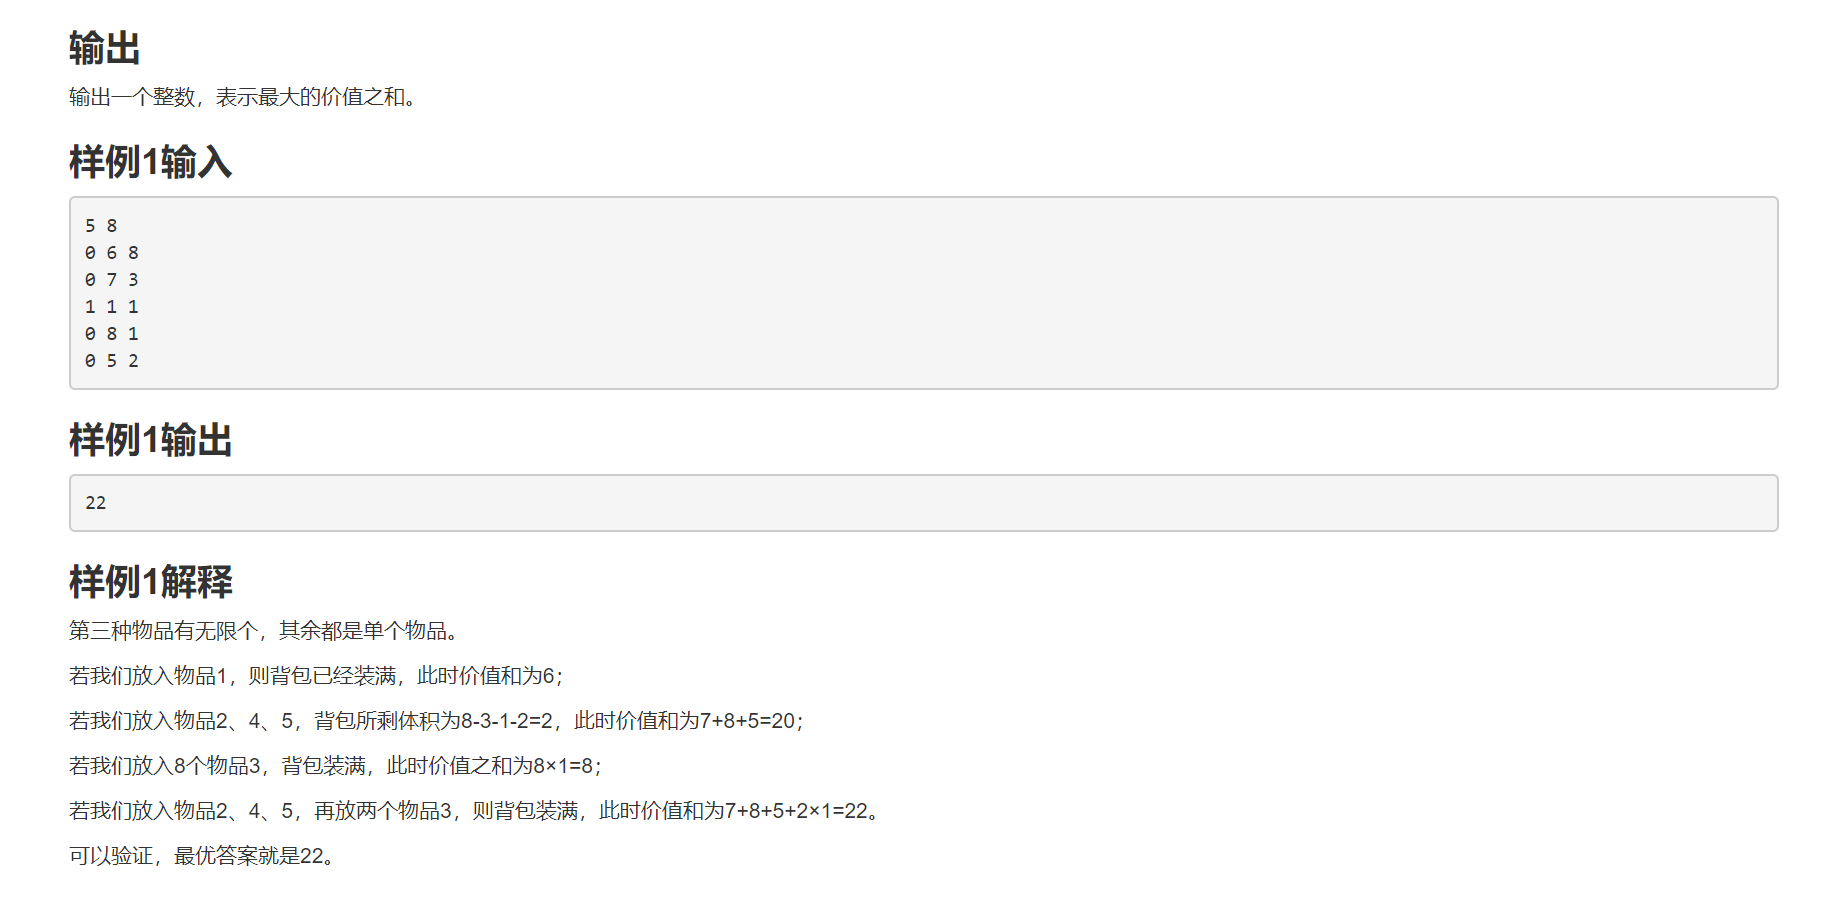 输出
输出一个整数，表示最大的价值之和。
样例1输入
5 8
0 6 8
0 7 3
1 1 1
0 8 1
0 5 2
样例1输出
22
样例1解释
第三种物品有无限个，其余都是单个物品。
若我们放入物品1，则背包已经装满，此时价值和为6；
若我们放入物品2、4、5，背包所剩体积为8-3-1-2=2，此时价值和为7+8+5=20；
若我们放入8个物品3，背包装满，此时价值之和为8×1=8；
若我们放入物品2、4、5，再放两个物品3，则背包装满，此时价值和为7+8+5+2×1=22。
可以验证，最优答案就是22。